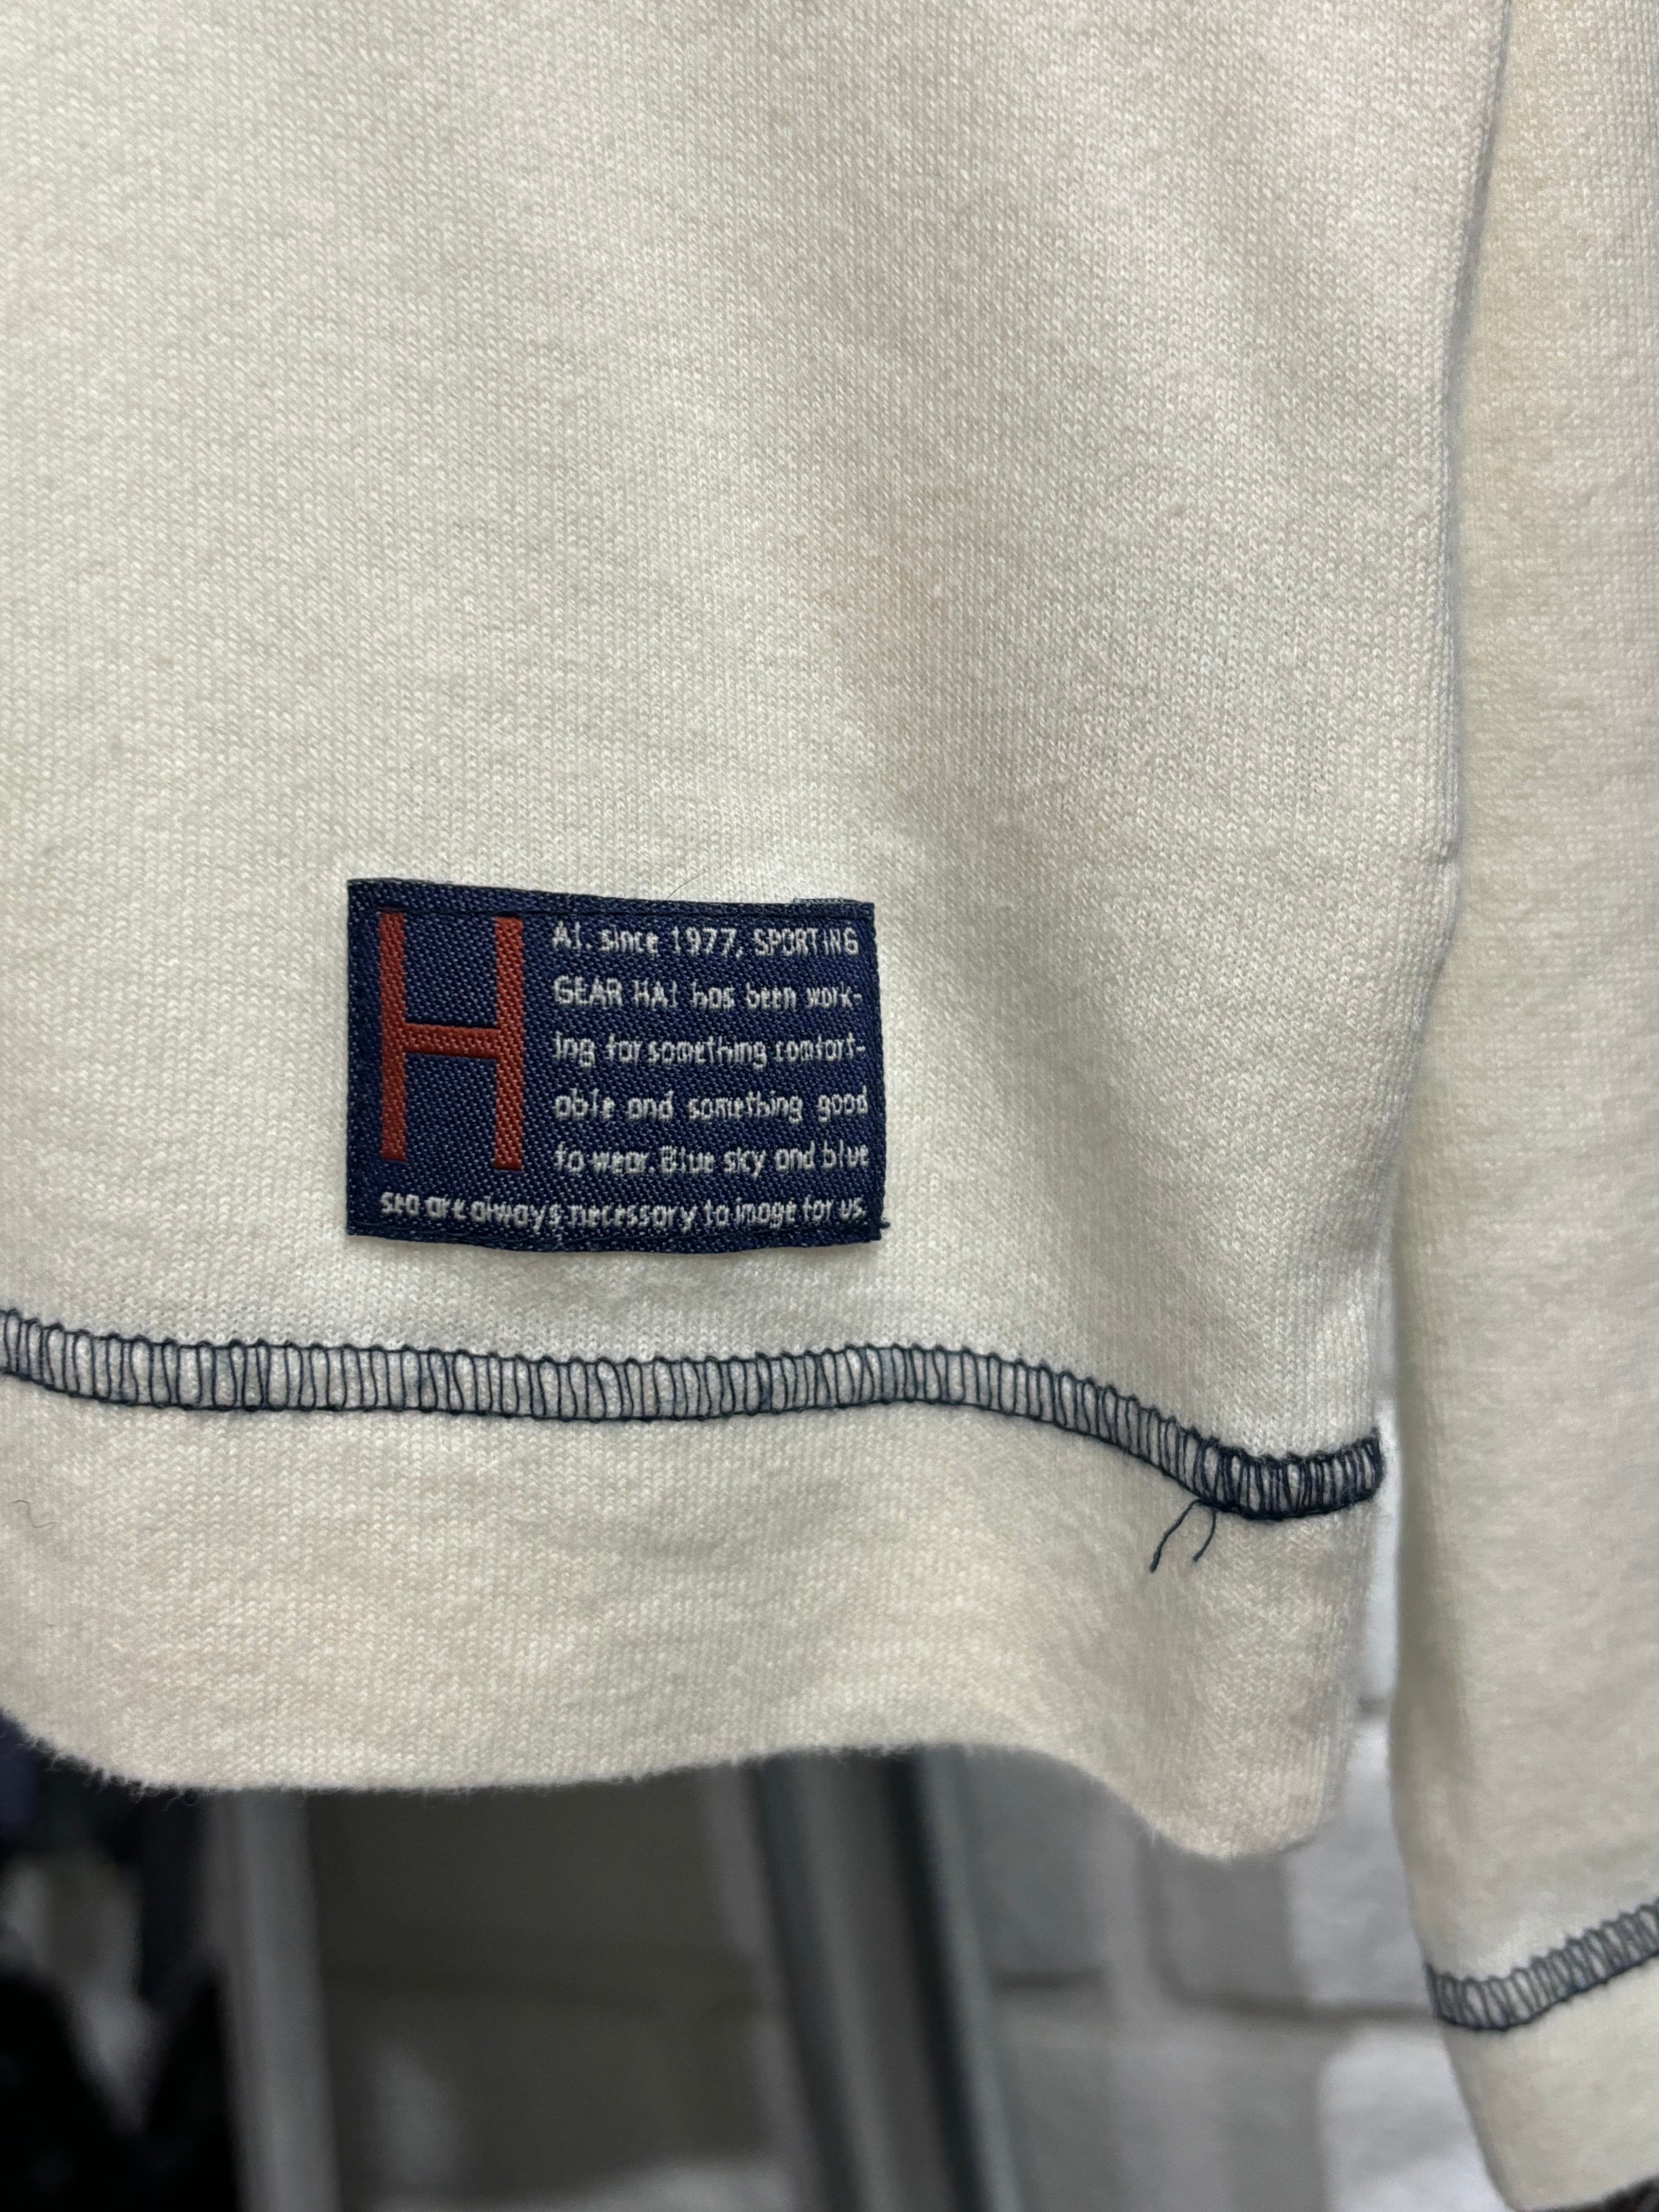 HAI. since 1977, SPORTING
GEAR HAI has been work-
ing for something comfort-
able and something good
to wear. Blue sky and blue
sea are always necessary to image for us.